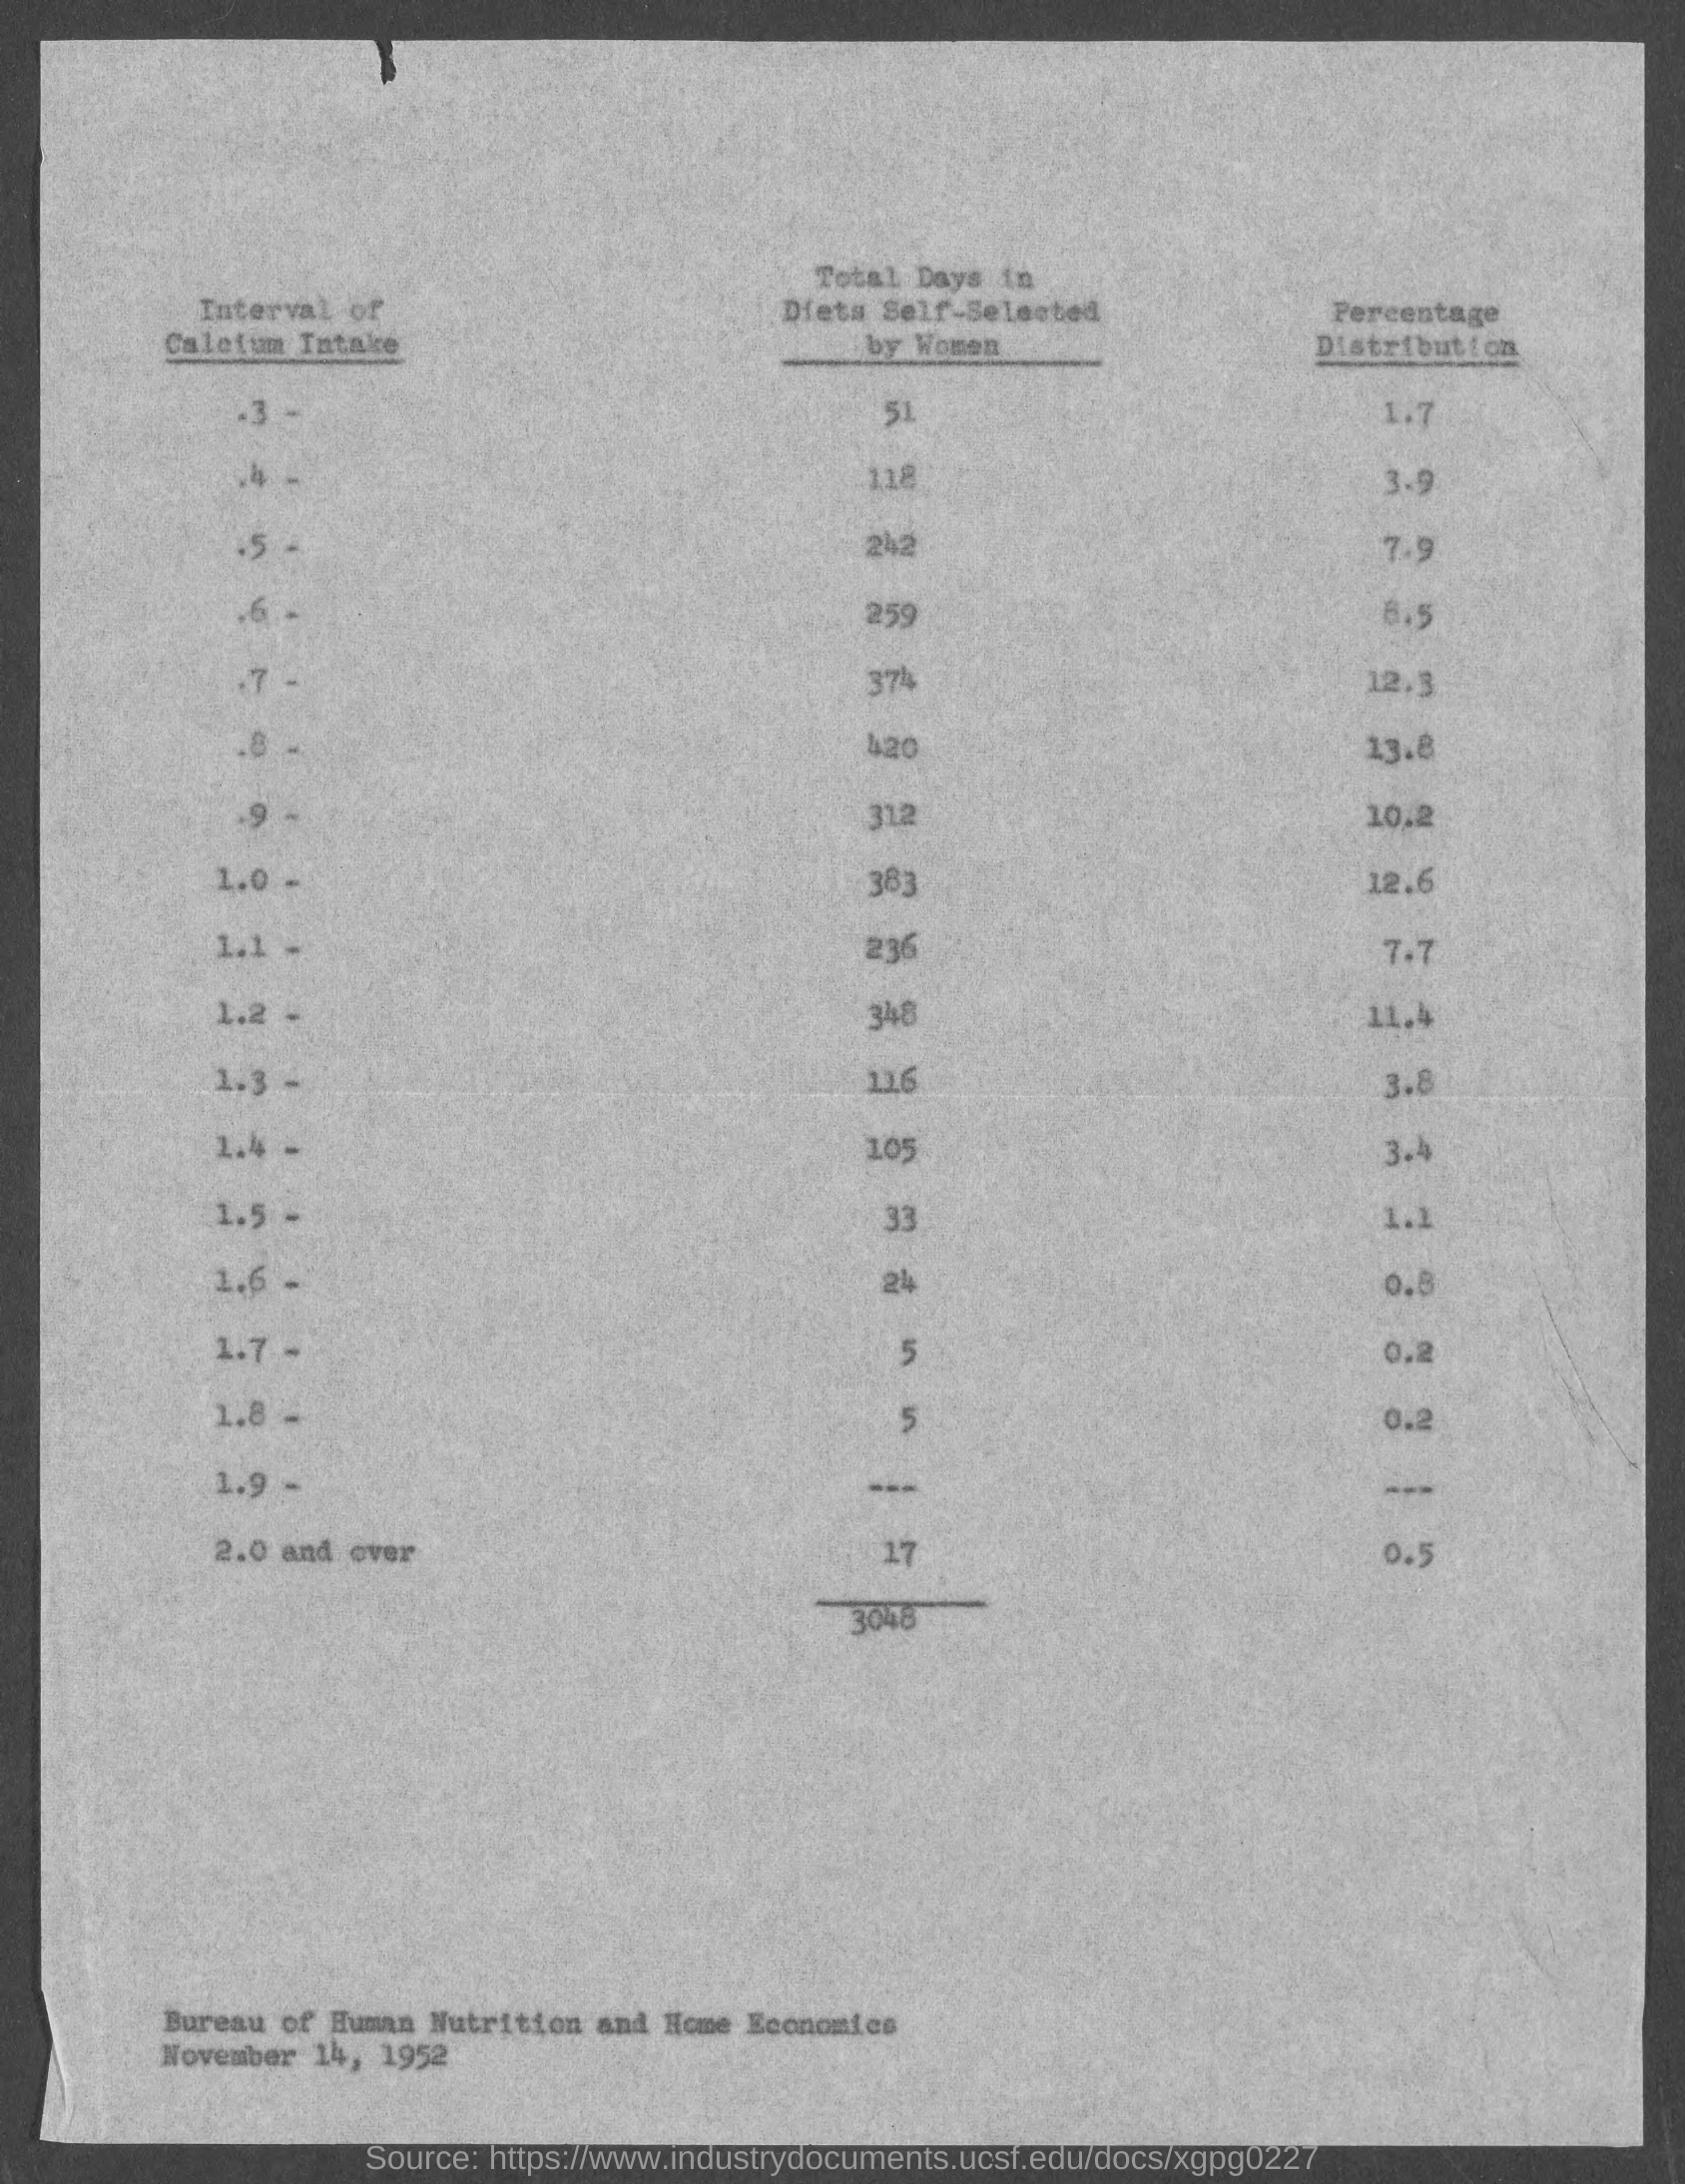 Total Days in
Interval of Diets Self-Selected Percentage
Calcium Intake by Women Distribution
.3 - 51 1.7
.4 - 118 3.9
.5 - 242 7.9
.6 - 259 8.5
.7 - 374 12.3
.8 - 420 13.8
.9 - 312 10.2
1.0 - 383 12.6
1.1 - 236 7.7
1.2 - 348 11.4
1.3 - 116 3.8
1.4 - 105 3.4
1.5 - 33 1.1
1.6 - 24 0.8
1.7 - 5 0.2
1.8 - 5 0.2
1.9 - --- ---
2.0 and over 17 0.5
3048
Bureau of Human Nutrition and Home Economics
November 14, 1952
Source: https://www.industrydocuments.ucsf.edu/docs/xgpg0227